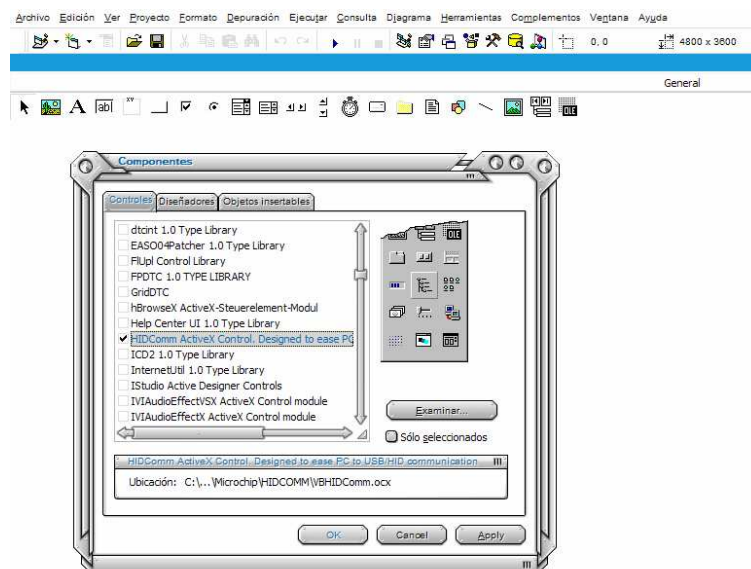 Archivo Edición Ver Proyecto Formato Depuración Ejecutar Consulta Diagrama Herramientas Complementos Ventana Ayuda
0, 0 4800 x 3600
General
A ab| xv OLE
Componentes
Controles Diseñadores Objetos insertables
dtcint 1.0 Type Library
EASO04Patcher 1.0 Type Library
FlUpl Control Library
FPDTC 1.0 TYPE LIBRARY
GridDTC
hBrowseX ActiveX-Steuerelement-Modul
Help Center UI 1.0 Type Library
HIDComm ActiveX Control. Designed to ease PC
ICD2 1.0 Type Library
InternetUtil 1.0 Type Library
IStudio Active Designer Controls
IVIAudioEffectVSX ActiveX Control module
IVIAudioEffectX ActiveX Control module
OLE
Examinar...
Sólo seleccionados
HIDComm ActiveX Control. Designed to ease PC to USB/HID communication
Ubicación: C:\...\Microchip\HIDCOMM\VBHIDComm.ocx
OK Cancel Apply